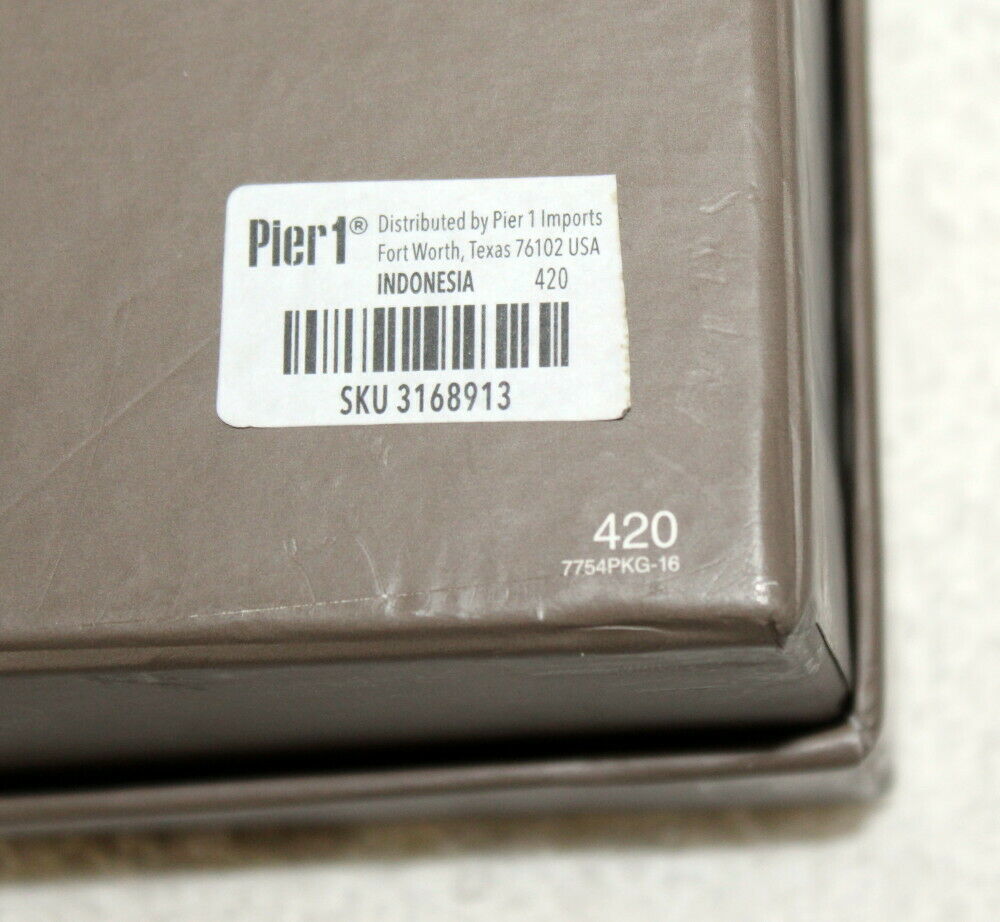 Pier1® Distributed by Pier 1 Imports
Fort Worth, Texas 76102 USA
INDONESIA 420
SKU 3168913
420
7754PKG-16